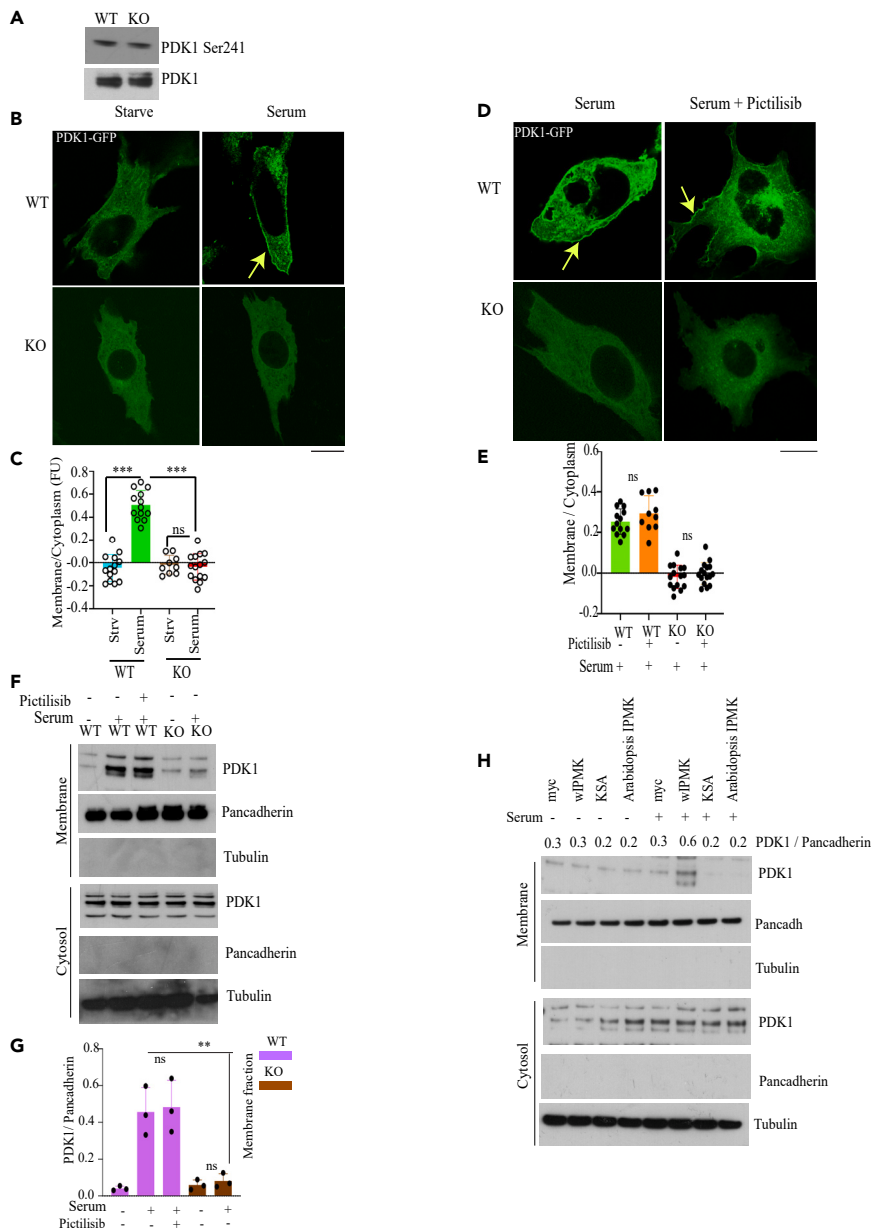 A
WT KO
PDK1 Ser241
PDK1
B
Starve Serum
PDK1-GFP
WT
KO
C
Membrane/Cytoplasm (FU)
0.8
0.6
0.4
0.2
-0.0
-0.2
-0.4
*** ***
ns
Strv Serum Strv Serum
WT KO
D
Serum Serum + Pictilisib
PDK1-GFP
WT
KO
E
Membrane / Cytoplasm
0.6
0.4
0.2
0.0
-0.2
ns
ns
WT WT KO KO
Pictilisib - + - +
Serum + + + +
F
Pictilisib - - + - -
Serum - + + - +
WT WT WT KO KO
Membrane
PDK1
Pancadherin
Tubulin
Cytosol
PDK1
Pancadherin
Tubulin
G
PDK1/ Pancadherin
0.8
0.6
0.4
0.2
0.0
**
ns
ns
WT
KO
Membrane fraction
Serum - + + - +
Pictilisib - - + - -
H
myc wIPMK KSA Arabidopsis IPMK myc wIPMK KSA Arabidopsis IPMK
Serum - - - - + + + +
0.3 0.3 0.2 0.2 0.3 0.6 0.2 0.2 PDK1 / Pancadherin
Membrane
PDK1
Pancadh
Tubulin
Cytosol
PDK1
Pancadherin
Tubulin